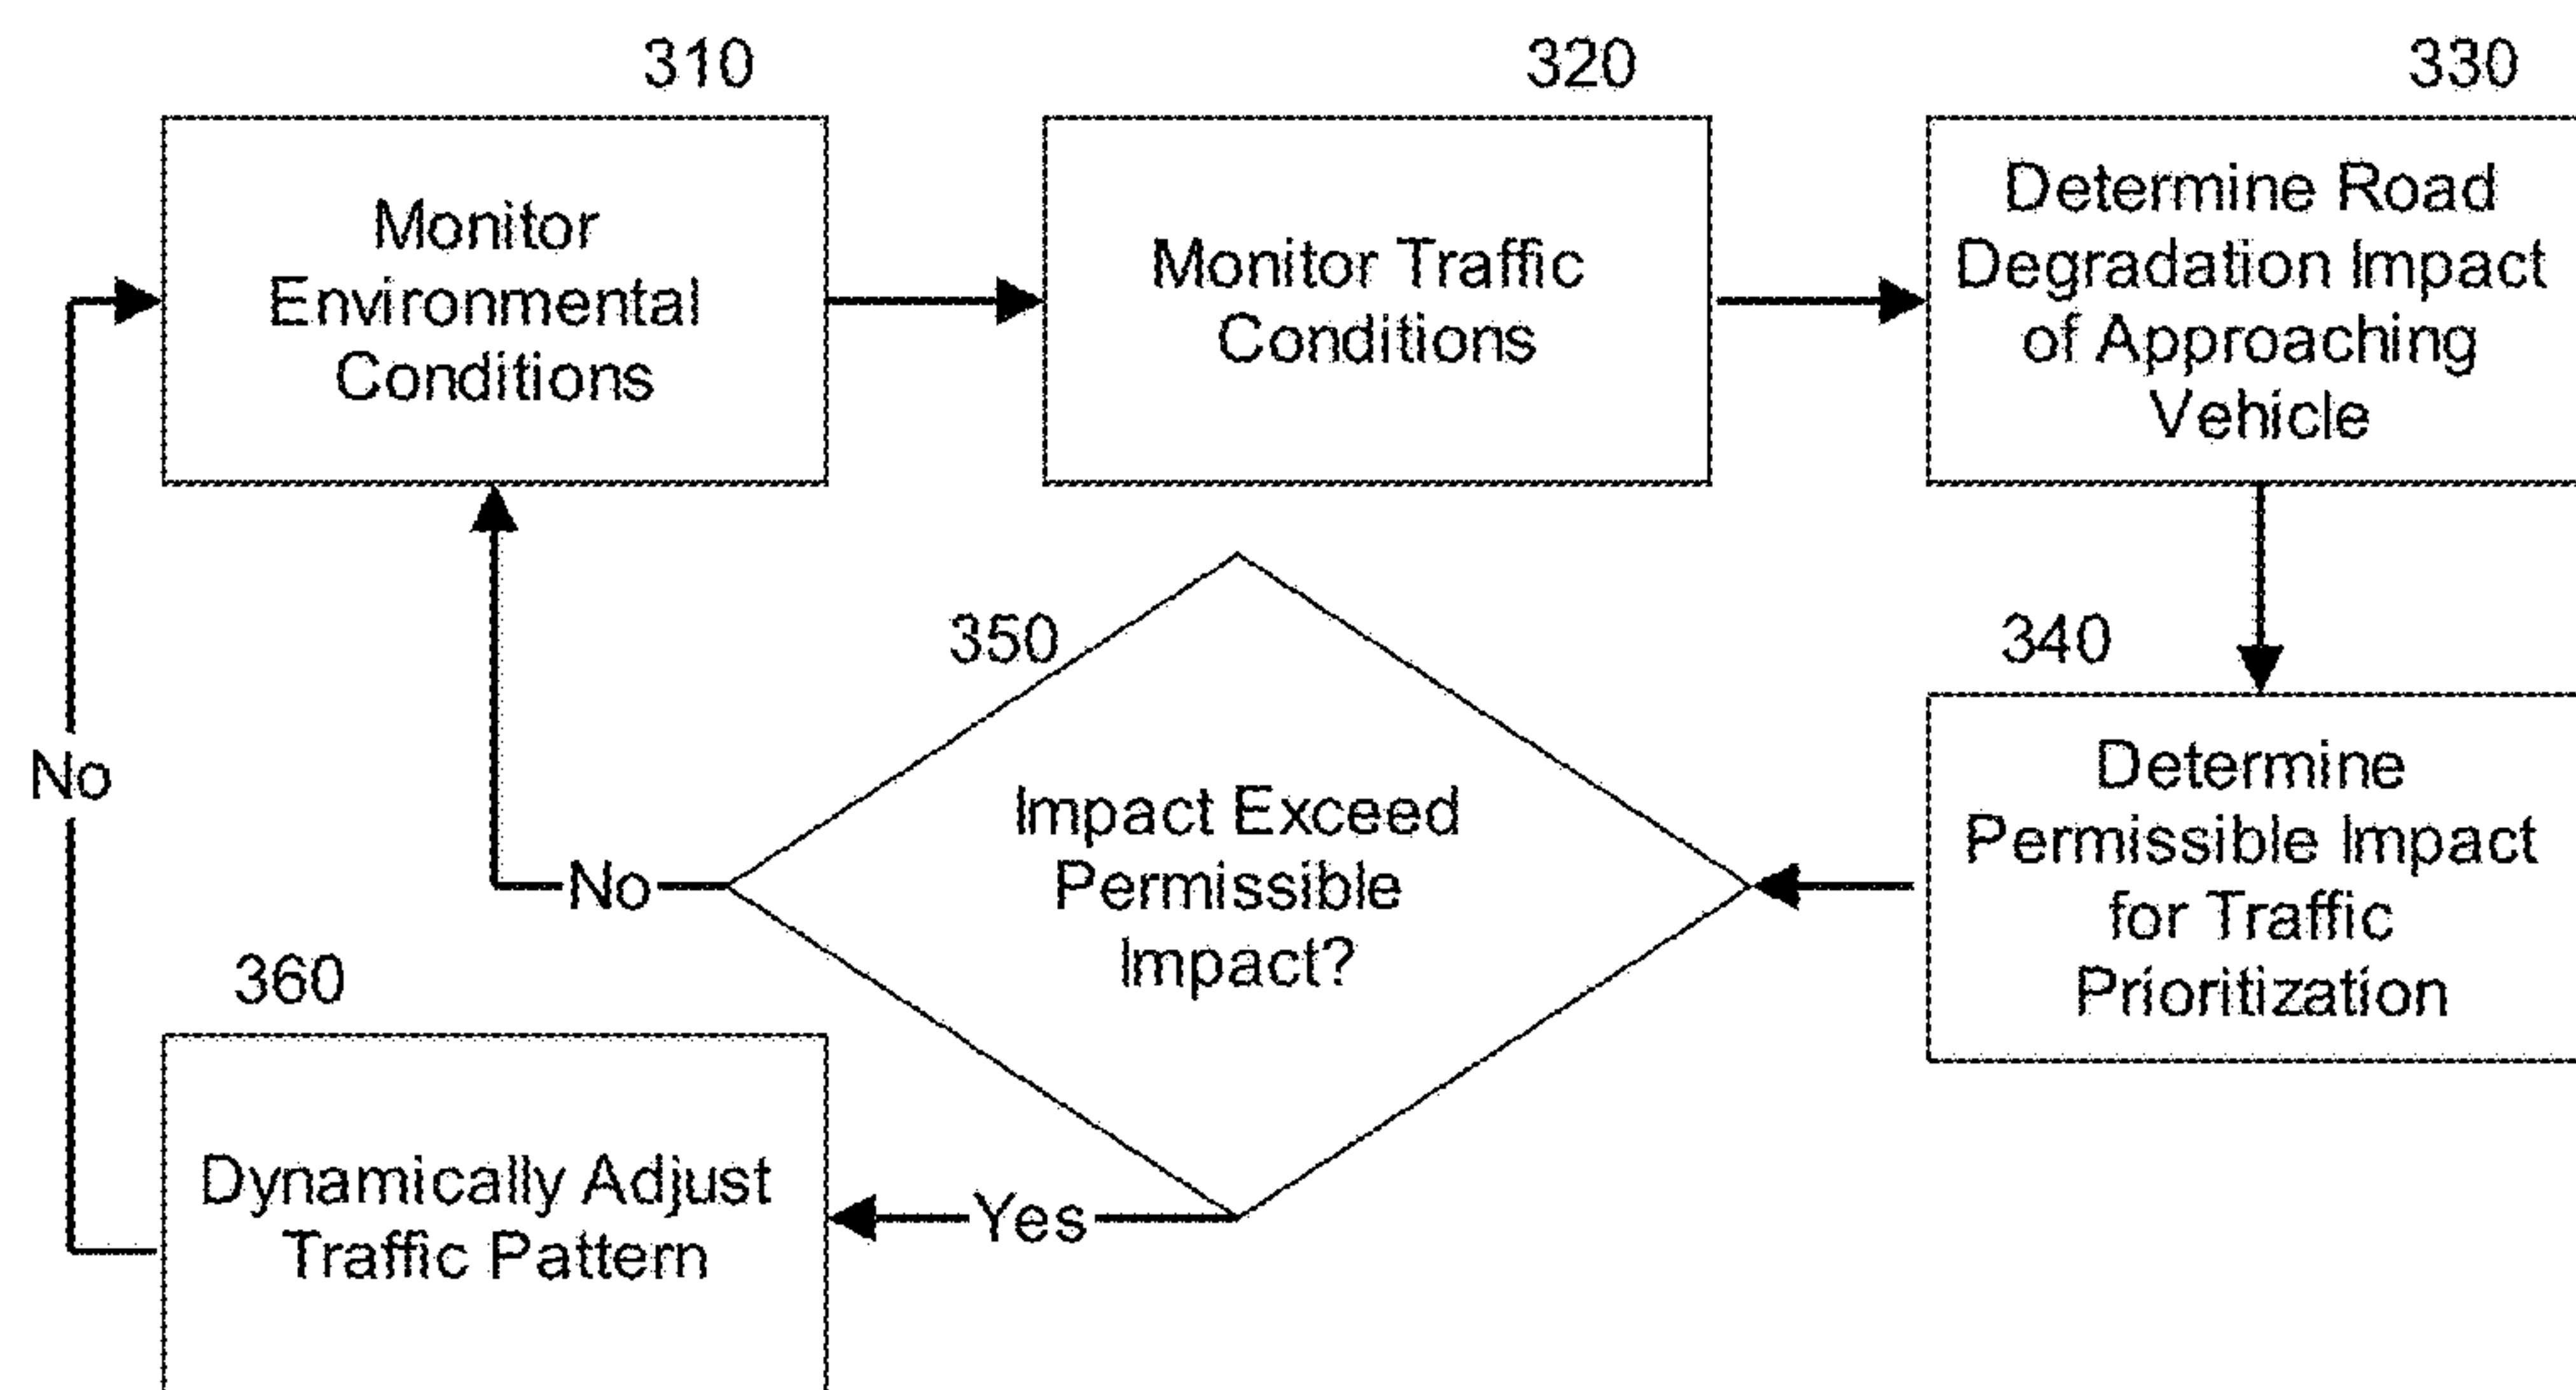 310
Monitor
Environmental
Conditions
320
Monitor Traffic
Conditions
330
Determine Road
Degradation Impact
of Approaching
Vehicle
340
Determine
Permissible Impact
for Traffic
Prioritization
350
Impact Exceed
Permissible
Impact?
No
Yes
360
Dynamically Adjust
Traffic Pattern
No